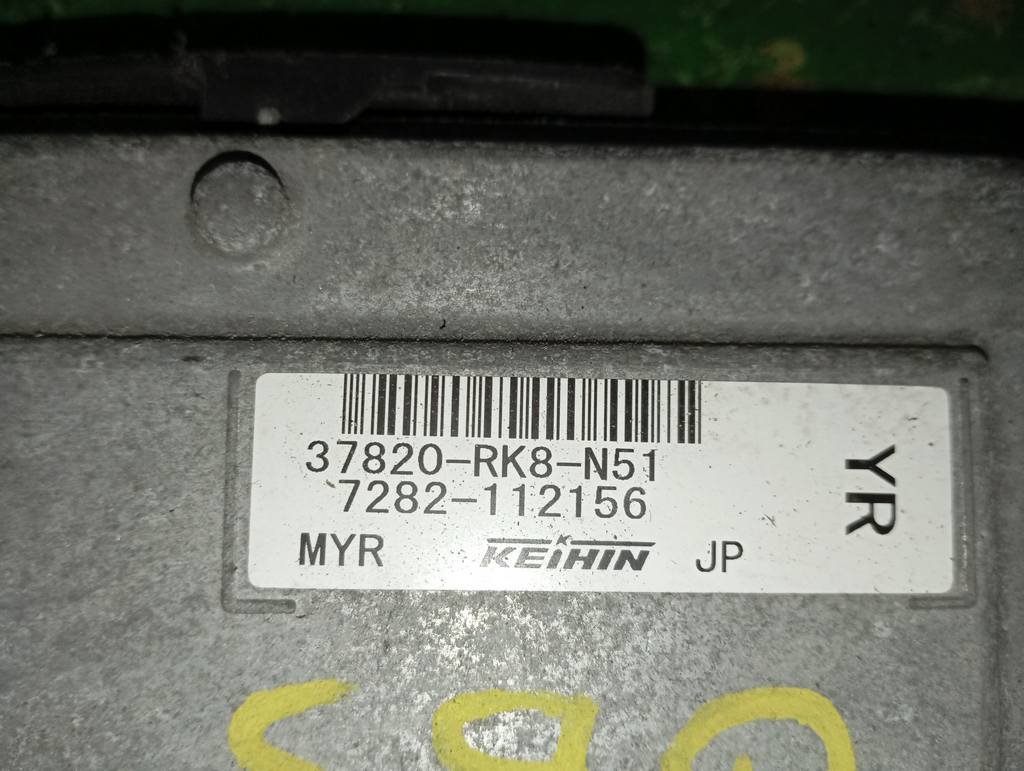 37820-RK8-N51
7282-112156
MYR KEIHIN JP
YR